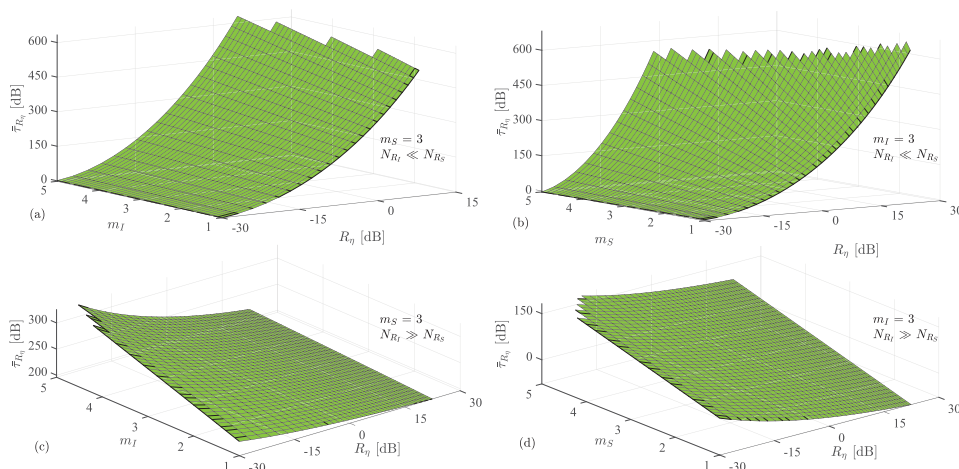 600
450
300
150
0
τ̄_{R_η} [dB]
m_S = 3
N_{R_I} ≪ N_{R_S}
5
4
3
2
1
m_I
-30
-15
0
15
R_η [dB]
(a)
600
450
300
150
0
τ̄_{R_η} [dB]
m_I = 3
N_{R_I} ≪ N_{R_S}
5
4
3
2
1
m_S
-30
-15
0
15
30
R_η [dB]
(b)
300
250
200
τ̄_{R_η} [dB]
m_S = 3
N_{R_I} ≫ N_{R_S}
5
4
3
2
1
m_I
-30
-15
0
15
30
R_η [dB]
(c)
150
0
τ̄_{R_η} [dB]
m_I = 3
N_{R_I} ≫ N_{R_S}
5
4
3
2
1
m_S
-30
-15
0
15
30
R_η [dB]
(d)